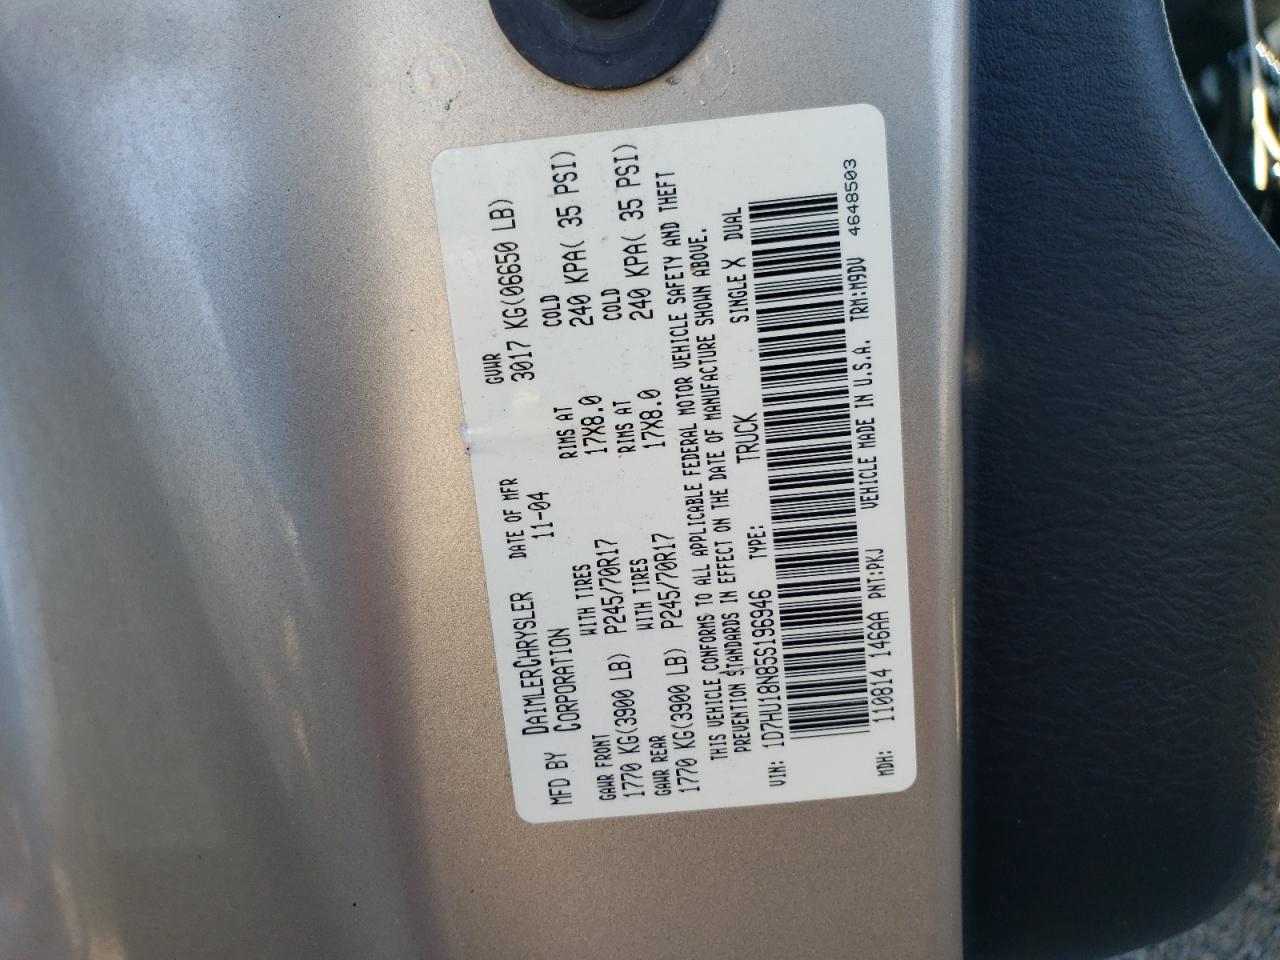 MFD BY DAIMLERCHRYSLER CORPORATION DATE OF MFR 11-04 GVWR 3017 KG(06650 LB)
GAWR FRONT WITH TIRES RIMS AT COLD
1770 KG(3900 LB) P245/70R17 17X8.0 240 KPA( 35 PSI)
GAWR REAR WITH TIRES RIMS AT COLD
1770 KG(3900 LB) P245/70R17 17X8.0 240 KPA( 35 PSI)
THIS VEHICLE CONFORMS TO ALL APPLICABLE FEDERAL MOTOR VEHICLE SAFETY AND THEFT
PREVENTION STANDARDS IN EFFECT ON THE DATE OF MANUFACTURE SHOWN ABOVE.
VIN: 1D7HU18N85S196946 TYPE: TRUCK SINGLE X DUAL
MDH: 110814 146AA PNT:PKJ VEHICLE MADE IN U.S.A. TRM:M9DV 4648503